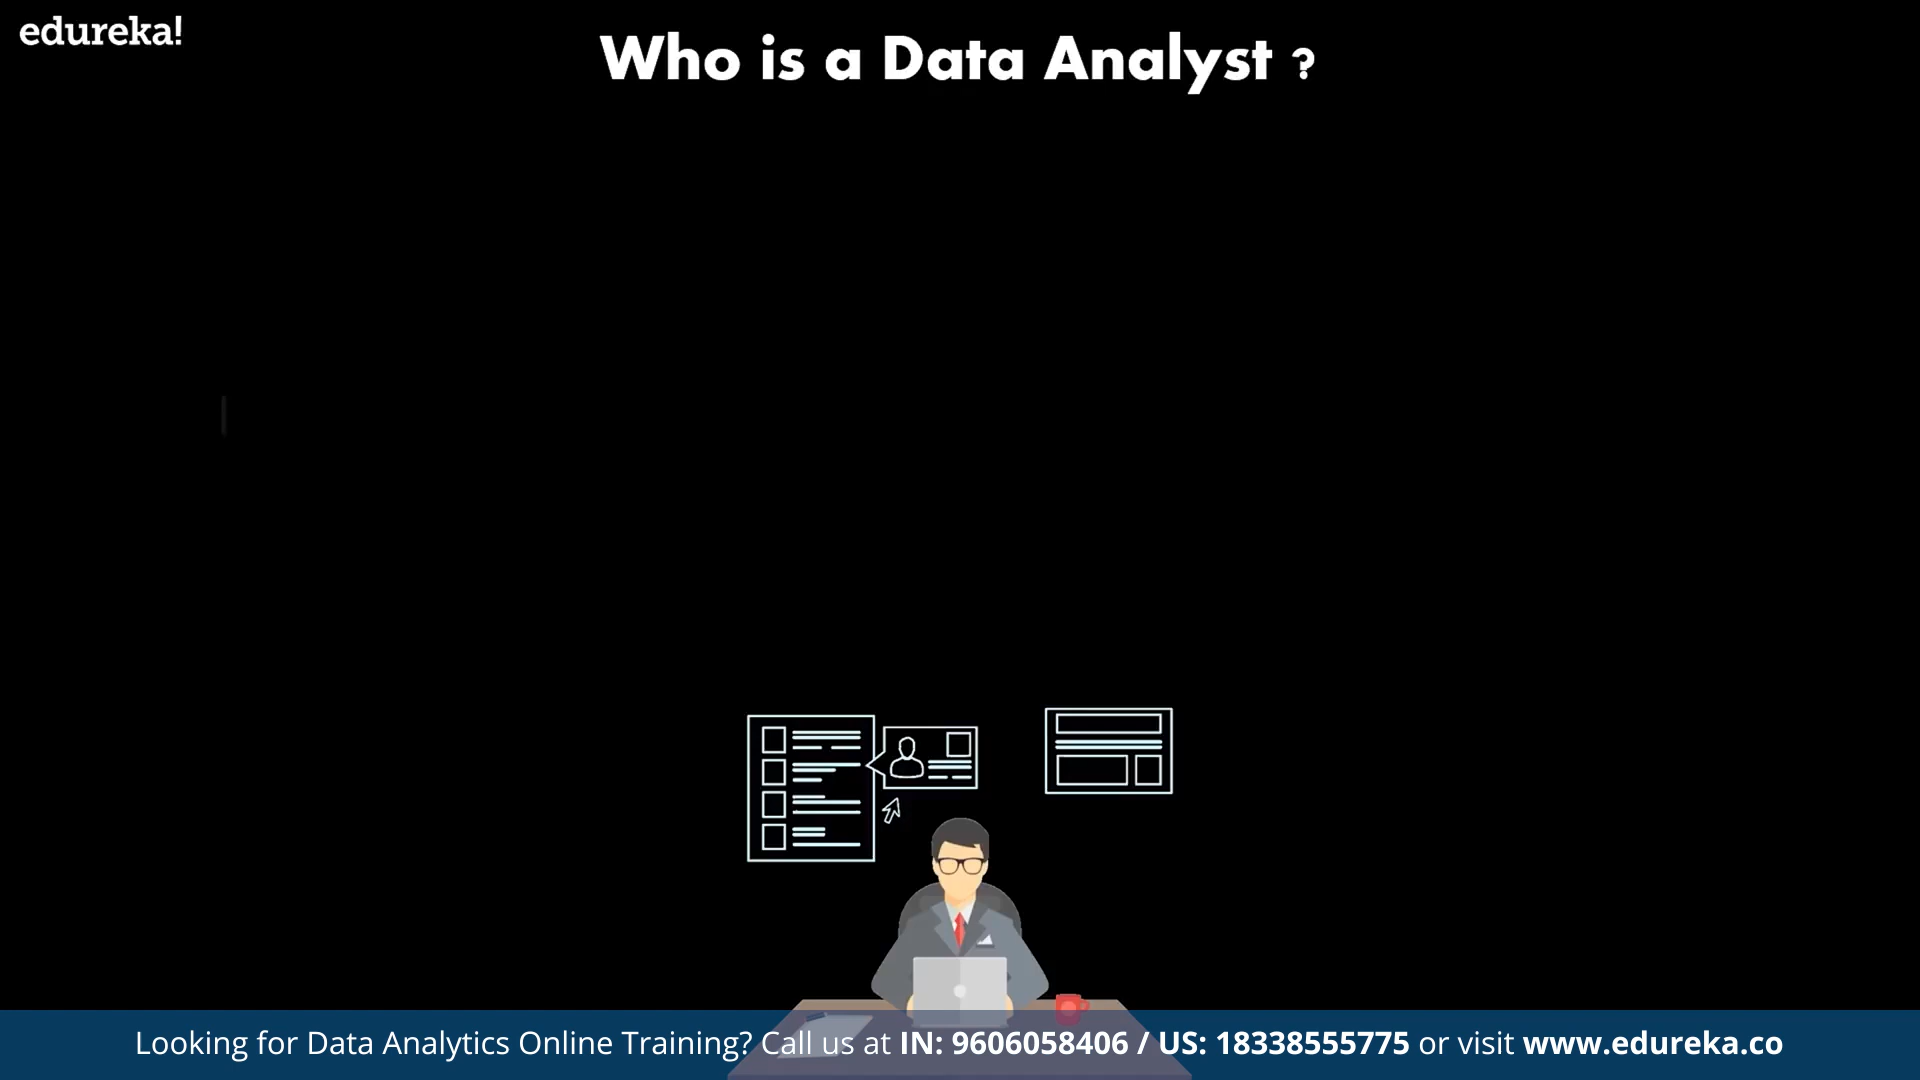 edureka!
Who is a Data Analyst ?
Looking for Data Analytics Online Training? Call us at IN: 9606058406 / US: 18338555775 or visit www.edureka.co